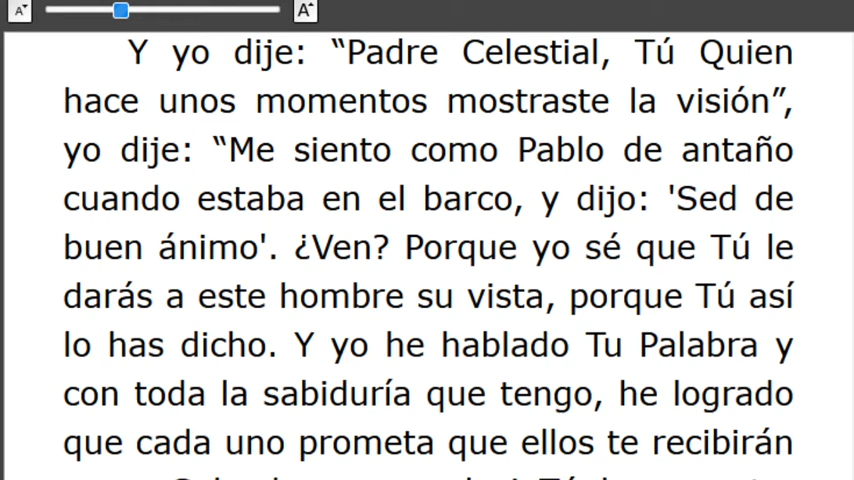 A A
Y yo dije: “Padre Celestial, Tú Quien
hace unos momentos mostraste la visión”,
yo dije: “Me siento como Pablo de antaño
cuando estaba en el barco, y dijo: 'Sed de
buen ánimo'. ¿Ven? Porque yo sé que Tú le
darás a este hombre su vista, porque Tú así
lo has dicho. Y yo he hablado Tu Palabra y
con toda la sabiduría que tengo, he logrado
que cada uno prometa que ellos te recibirán